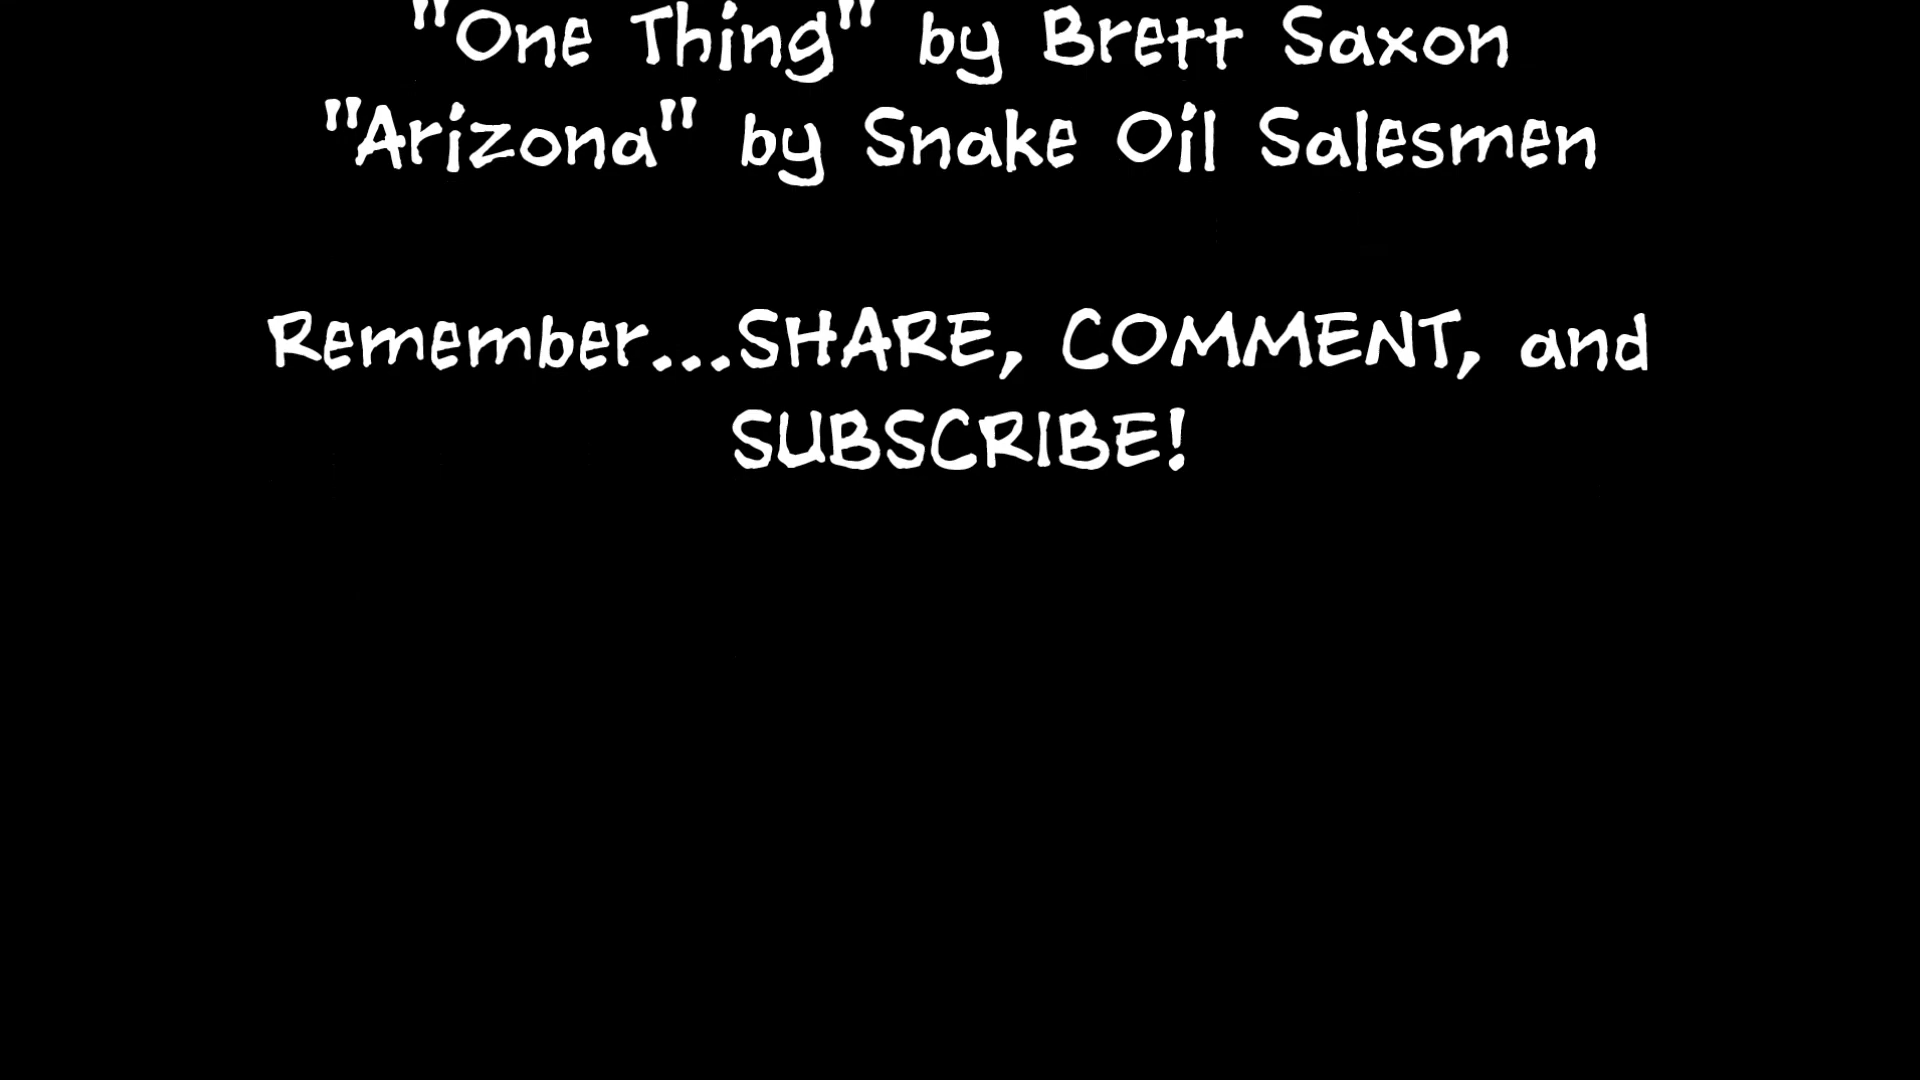 "One Thing" by Brett Saxon
"Arizona" by Snake Oil Salesmen
Remember...SHARE, COMMENT, and
SUBSCRIBE!